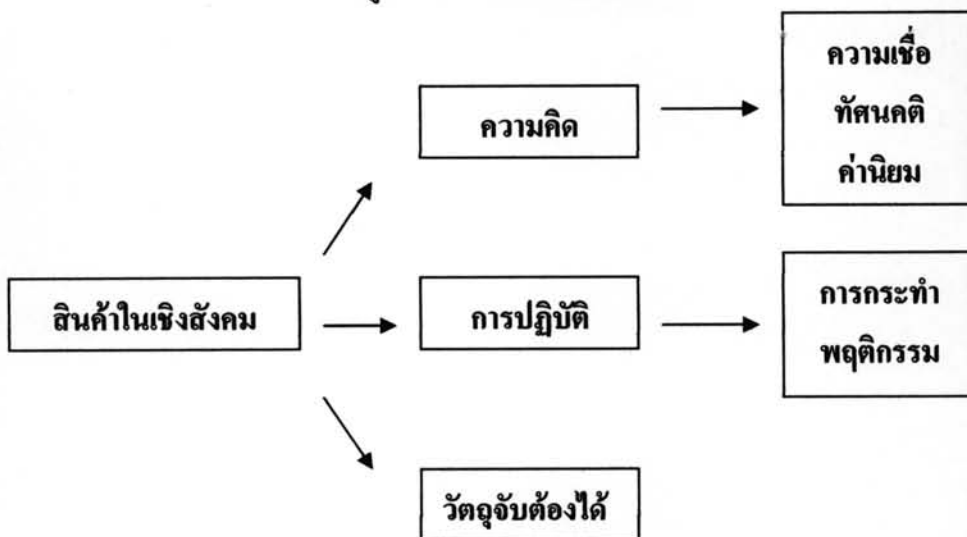 ความเชื่อ
ทัศนคติ
ค่านิยม
ความคิด
สินค้าในเชิงสังคม
การปฏิบัติ
การกระทำ
พฤติกรรม
วัตถุจับต้องได้